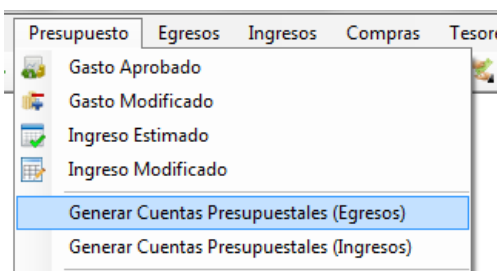 Presupuesto Egresos Ingresos Compras Tesore
Gasto Aprobado
Gasto Modificado
Ingreso Estimado
Ingreso Modificado
Generar Cuentas Presupuestales (Egresos)
Generar Cuentas Presupuestales (Ingresos)